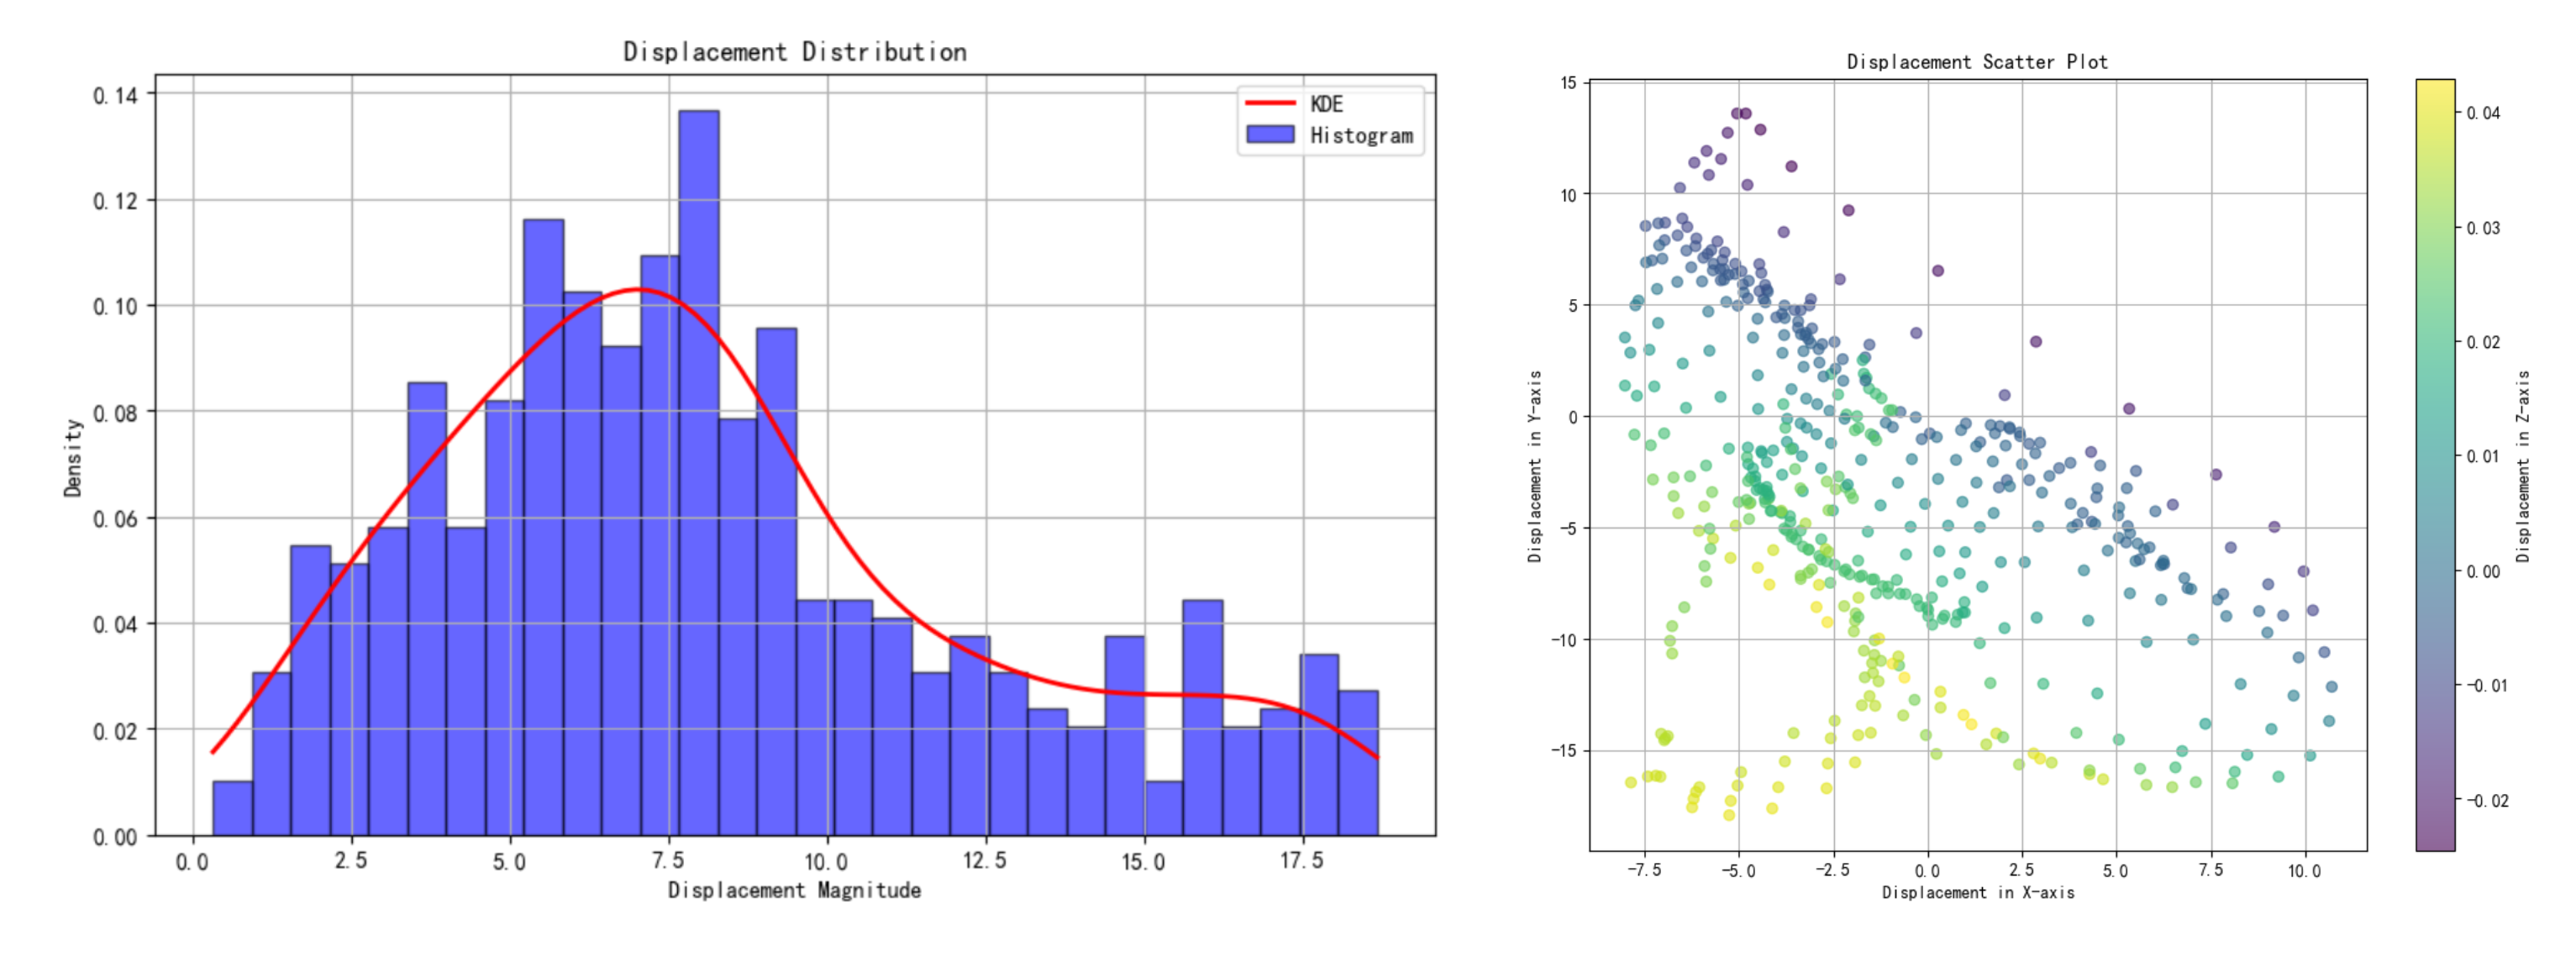 Displacement Distribution
0.14
0.12
0.10
0.08
0.06
0.04
0.02
0.00
Density
KDE
Histogram
0.0 2.5 5.0 7.5 10.0 12.5 15.0 17.5
Displacement Magnitude
Displacement Scatter Plot
15
10
5
0
−5
−10
−15
Displacement in Y-axis
−7.5 −5.0 −2.5 0.0 2.5 5.0 7.5 10.0
Displacement in X-axis
0.04
0.03
0.02
0.01
0.00
−0.01
−0.02
Displacement in Z-axis